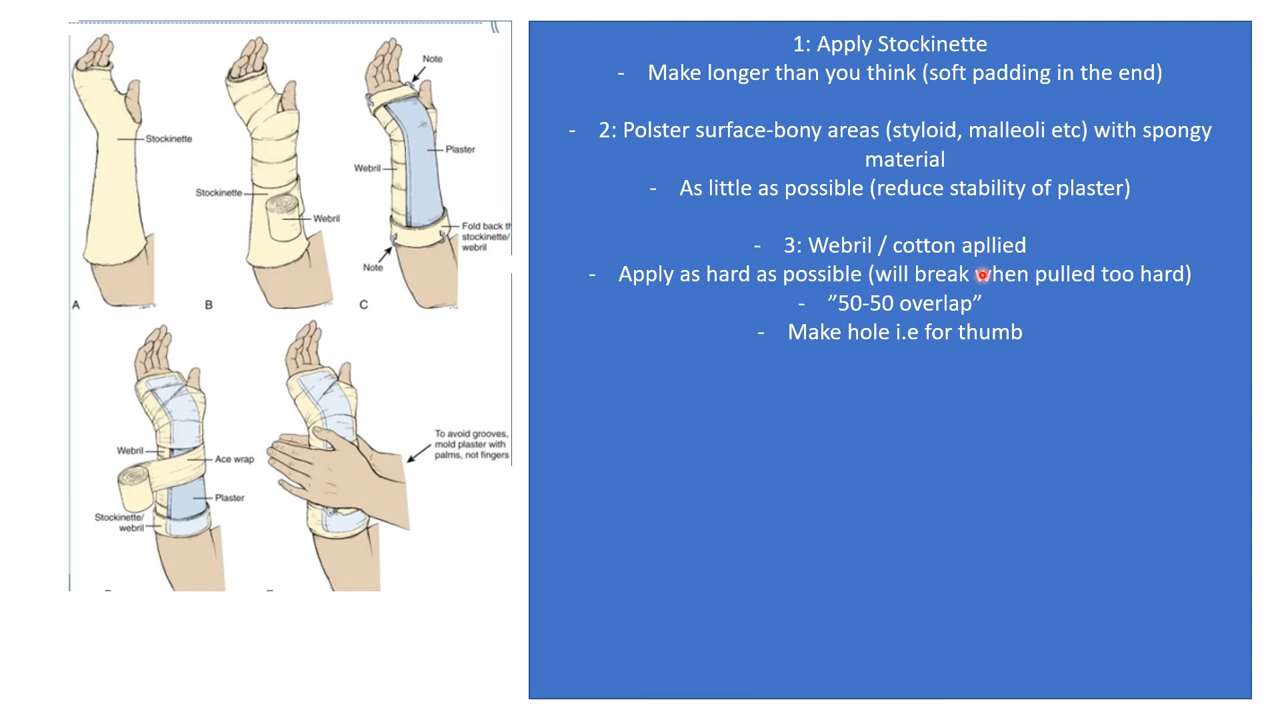 Stockinette
A
Stockinette
Webril
B
Note
Plaster
Webril
Fold back th
stockinette/
webril
Note
C
Webril
Ace wrap
Plaster
Stockinette/
webril
To avoid grooves,
mold plaster with
palms, not fingers
1: Apply Stockinette
- Make longer than you think (soft padding in the end)
- 2: Polster surface-bony areas (styloid, malleoli etc) with spongy
material
- As little as possible (reduce stability of plaster)
- 3: Webril / cotton apllied
- Apply as hard as possible (will break when pulled too hard)
- ”50-50 overlap”
- Make hole i.e for thumb